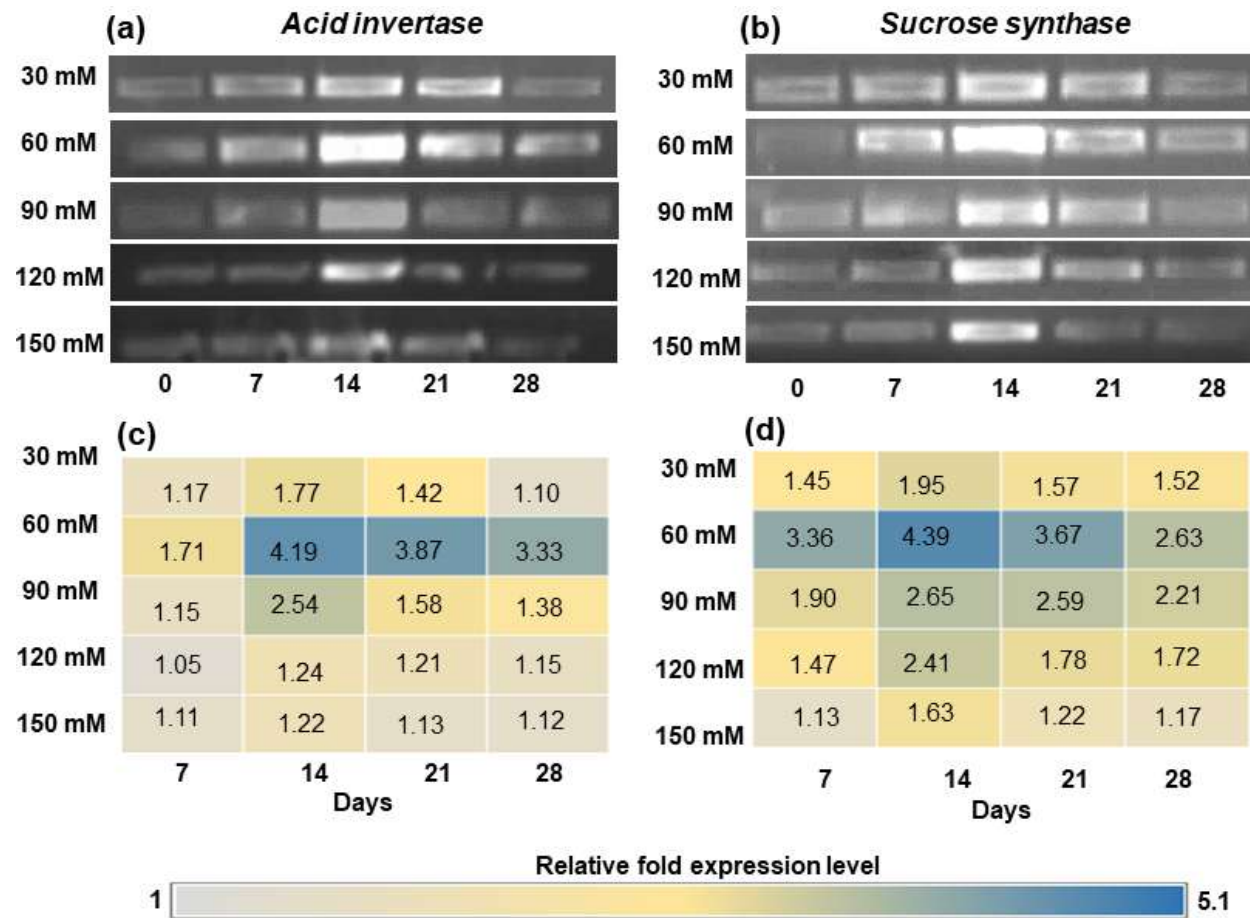 (a) Acid invertase
30 mM
60 mM
90 mM
120 mM
150 mM
0 7 14 21 28
(b) Sucrose synthase
30 mM
60 mM
90 mM
120 mM
150 mM
0 7 14 21 28
(c)
30 mM 1.17 1.77 1.42 1.10
60 mM 1.71 4.19 3.87 3.33
90 mM 1.15 2.54 1.58 1.38
120 mM 1.05 1.24 1.21 1.15
150 mM 1.11 1.22 1.13 1.12
7 14 21 28
Days
(d)
30 mM 1.45 1.95 1.57 1.52
60 mM 3.36 4.39 3.67 2.63
90 mM 1.90 2.65 2.59 2.21
120 mM 1.47 2.41 1.78 1.72
150 mM 1.13 1.63 1.22 1.17
7 14 21 28
Days
Relative fold expression level
1 5.1